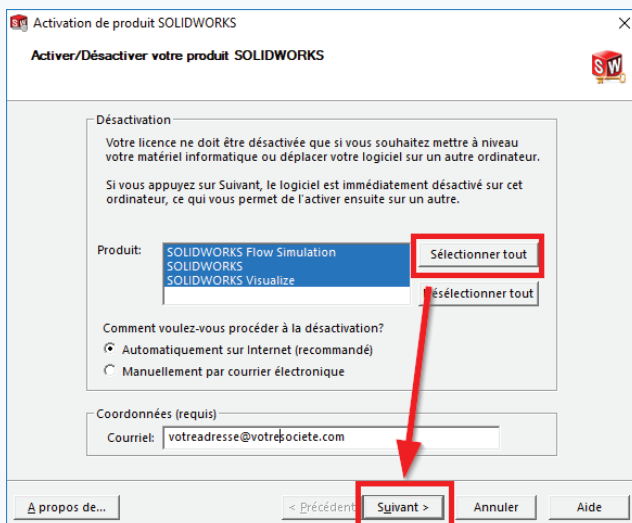 Activation de produit SOLIDWORKS
Activer/Désactiver votre produit SOLIDWORKS
SW
Désactivation
Votre licence ne doit être désactivée que si vous souhaitez mettre à niveau
votre matériel informatique ou déplacer votre logiciel sur un autre ordinateur.
Si vous appuyez sur Suivant, le logiciel est immédiatement désactivé sur cet
ordinateur, ce qui vous permet de l'activer ensuite sur un autre.
Produit:
SOLIDWORKS Flow Simulation
SOLIDWORKS
SOLIDWORKS Visualize
Sélectionner tout
Désélectionner tout
Comment voulez-vous procéder à la désactivation?
Automatiquement sur Internet (recommandé)
Manuellement par courrier électronique
Coordonnées (requis)
Courriel: votreadresse@votresociete.com
A propos de... < Précédent Suivant > Annuler Aide